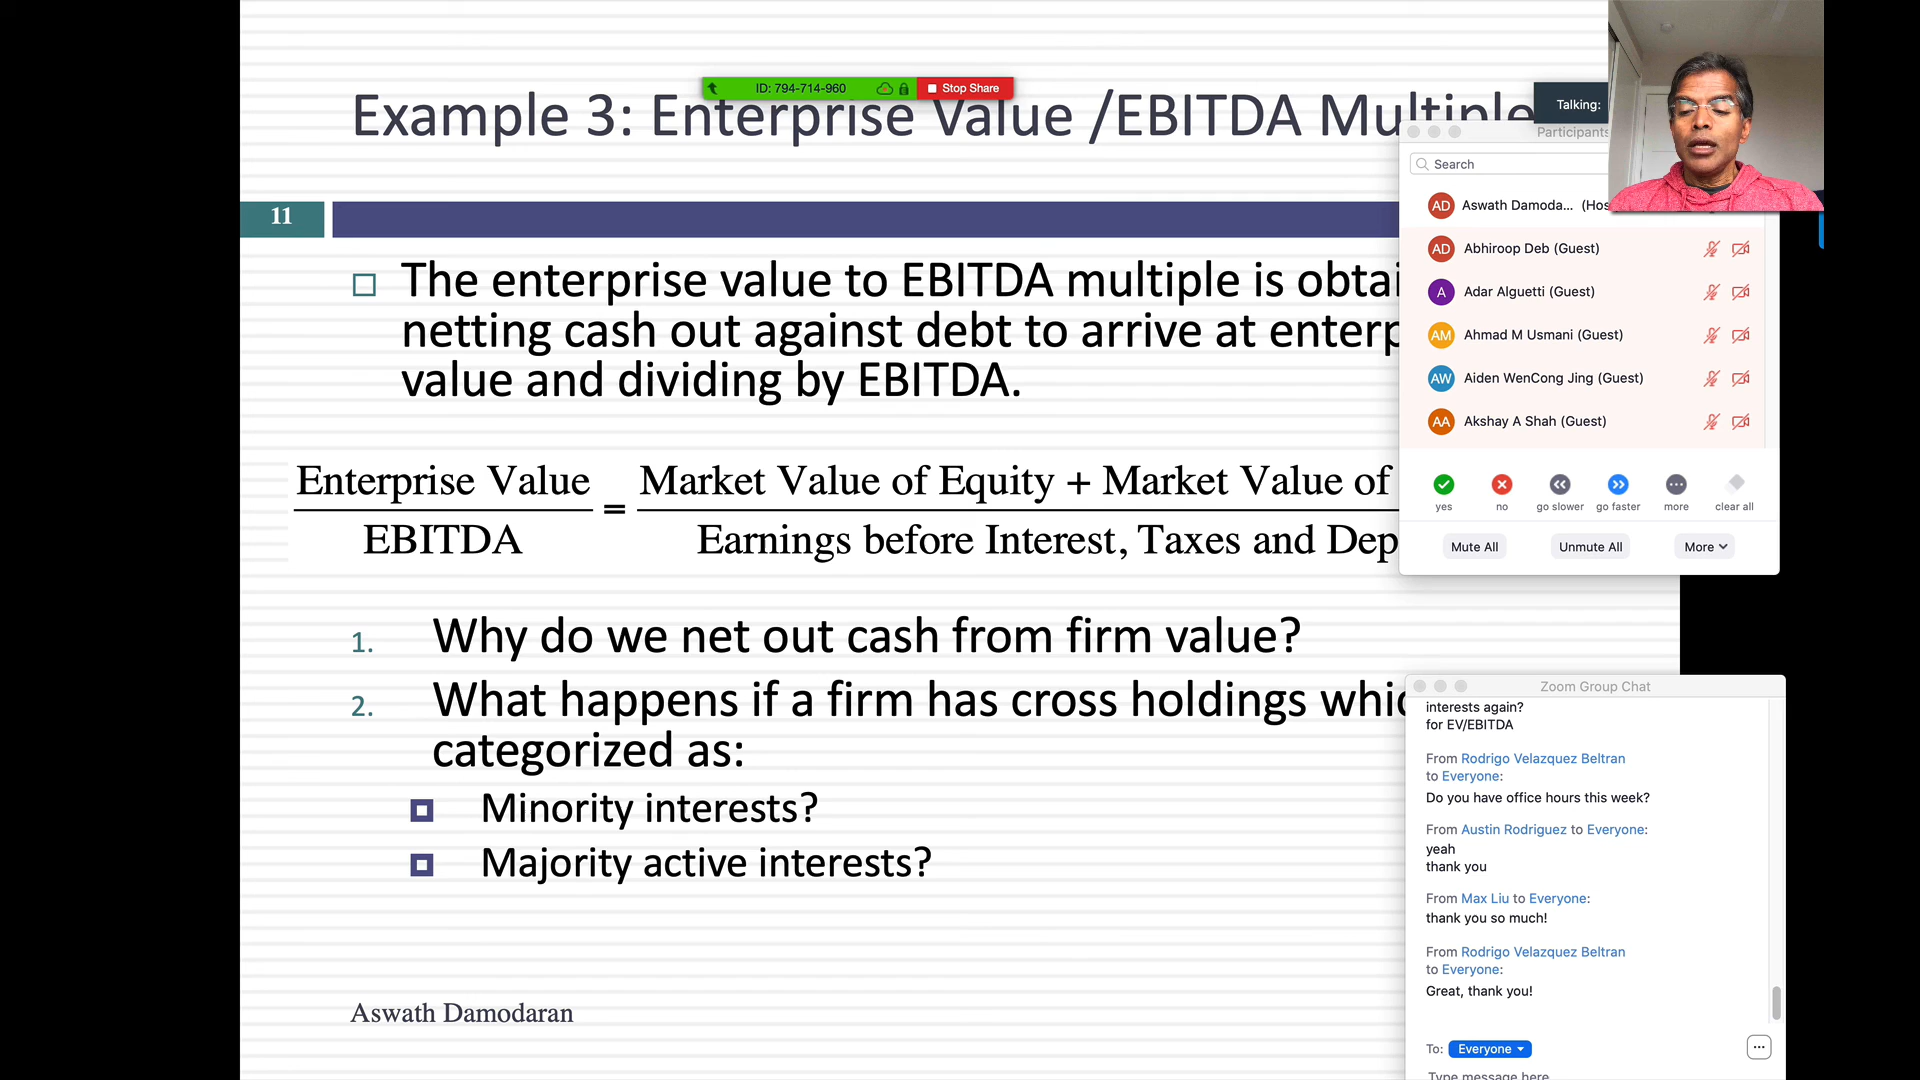 ID: 794-714-960
Stop Share
Example 3: Enterprise Value /EBITDA Multiple
Talking:
Participants
Search
11
AD Aswath Damoda... (Hos
AD Abhiroop Deb (Guest)
A Adar Alguetti (Guest)
AM Ahmad M Usmani (Guest)
AW Aiden WenCong Jing (Guest)
AA Akshay A Shah (Guest)
yes no go slower go faster more clear all
Mute All Unmute All More
The enterprise value to EBITDA multiple is obtai
netting cash out against debt to arrive at enterp
value and dividing by EBITDA.
Enterprise Value
EBITDA
=
Market Value of Equity + Market Value of
Earnings before Interest, Taxes and Dep
1. Why do we net out cash from firm value?
2. What happens if a firm has cross holdings whic
categorized as:
Minority interests?
Majority active interests?
Aswath Damodaran
Zoom Group Chat
interests again?
for EV/EBITDA
From Rodrigo Velazquez Beltran
to Everyone:
Do you have office hours this week?
From Austin Rodriguez to Everyone:
yeah
thank you
From Max Liu to Everyone:
thank you so much!
From Rodrigo Velazquez Beltran
to Everyone:
Great, thank you!
To: Everyone
Type message here